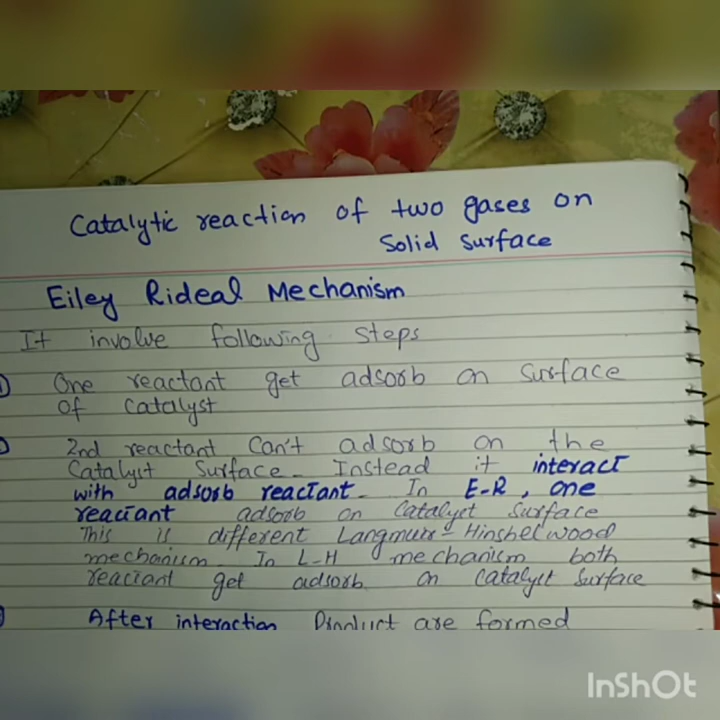 Catalytic reaction of two gases on
Solid Surface
Eiley Rideal Mechanism
It involve following steps
One reactant get adsorb on surface
of catalyst
2nd reactant Can't adsorb on the
Catalyst Surface. Instead it interact
with adsorb reactant. In E-R, one
reactant adsorb on Catalyst Surface
This is different Langmuir-Hinshelwood
mechanism. In L-H mechanism both
reactant get adsorb on Catalyst Surface
After interaction Product are formed
InShOt